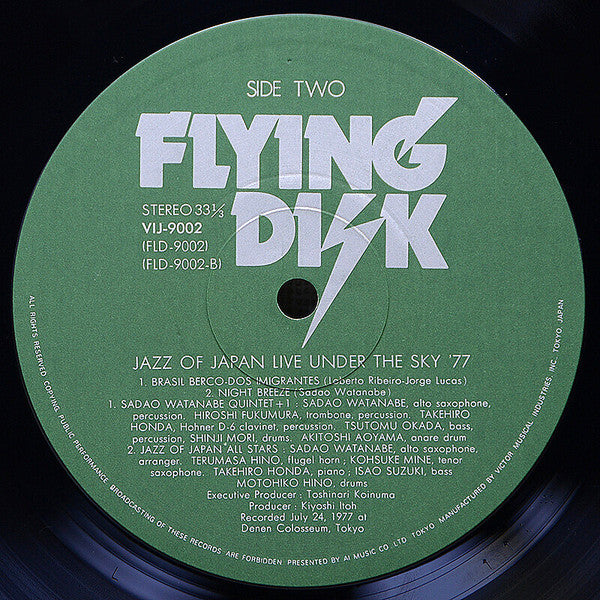 SIDE TWO
FLYING
DISK
STEREO 33⅓
VIJ-9002
(FLD-9002)
(FLD-9002-B)
JAZZ OF JAPAN LIVE UNDER THE SKY '77
1. BRASIL BERCO-DOS IMIGRANTES (Loberto Ribeiro-Jorge Lucas)
2. NIGHT BREEZE (Sadao Watanabe)
1. SADAO WATANABE QUINTET+1 : SADAO WATANABE, alto saxophone,
percussion. HIROSHI FUKUMURA, trombone, percussion. TAKEHIRO
HONDA, Hohner D-6 clavinet, percussion. TSUTOMU OKADA, bass,
percussion, SHINJI MORI, drums. AKITOSHI AOYAMA, anare drum
2. JAZZ OF JAPAN ALL STARS : SADAO WATANABE, alto saxophone,
arranger. TERUMASA HINO, flugel horn ; KOHSUKE MINE, tenor
saxophone. TAKEHIRO HONDA, piano ; ISAO SUZUKI, bass
MOTOHIKO HINO, drums
Executive Producer : Toshinari Koinuma
Producer : Kiyoshi Itoh
Recorded July 24, 1977 at
Denen Colosseum, Tokyo
ALL RIGHTS RESERVED COPYING, PUBLIC PERFORMANCE, BROADCASTING OF THESE RECORDS ARE FORBIDDEN. PRESENTED BY AI MUSIC CO. LTD. TOKYO. MANUFACTURED BY VICTOR MUSICAL INDUSTRIES, INC. TOKYO JAPAN